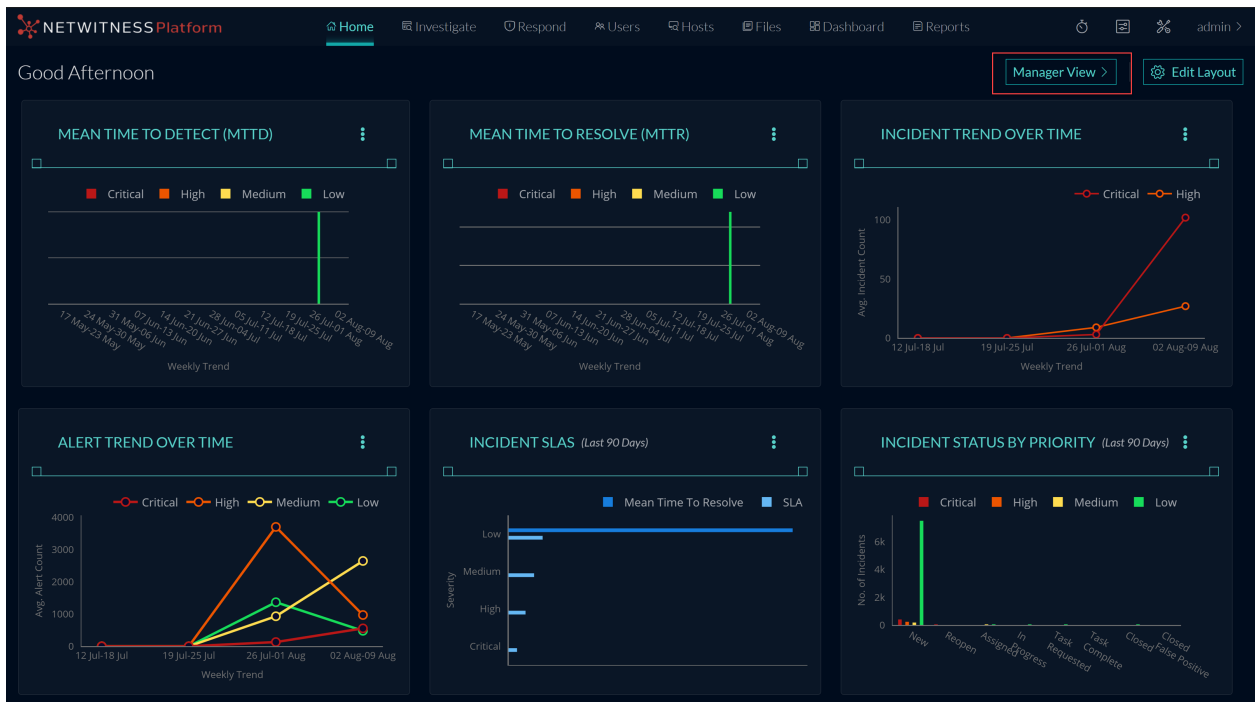 NETWITNESS Platform
Home
Investigate
Respond
Users
Hosts
Files
Dashboard
Reports
admin >
Good Afternoon
Manager View >
Edit Layout
MEAN TIME TO DETECT (MTTD)
Critical High Medium Low
17 May-23 May
24 May-30 May
31 May-06 Jun
07 Jun-13 Jun
14 Jun-20 Jun
21 Jun-27 Jun
28 Jun-04 Jul
05 Jul-11 Jul
12 Jul-18 Jul
19 Jul-25 Jul
26 Jul-01 Aug
02 Aug-09 Aug
Weekly Trend
MEAN TIME TO RESOLVE (MTTR)
Critical High Medium Low
17 May-23 May
24 May-30 May
31 May-06 Jun
07 Jun-13 Jun
14 Jun-20 Jun
21 Jun-27 Jun
28 Jun-04 Jul
05 Jul-11 Jul
12 Jul-18 Jul
19 Jul-25 Jul
26 Jul-01 Aug
02 Aug-09 Aug
Weekly Trend
INCIDENT TREND OVER TIME
Critical High
Avg. Incident Count
100
50
0
12 Jul-18 Jul 19 Jul-25 Jul 26 Jul-01 Aug 02 Aug-09 Aug
Weekly Trend
ALERT TREND OVER TIME
Critical High Medium Low
Avg. Alert Count
4000
3000
2000
1000
0
12 Jul-18 Jul 19 Jul-25 Jul 26 Jul-01 Aug 02 Aug-09 Aug
Weekly Trend
INCIDENT SLAS (Last 90 Days)
Mean Time To Resolve SLA
Severity
Low
Medium
High
Critical
INCIDENT STATUS BY PRIORITY (Last 90 Days)
Critical High Medium Low
No. of Incidents
6k
4k
2k
0
New
Reopen
Assigned
In
Progress
Task
Requested
Task
Complete
Closed
Closed
False Positive